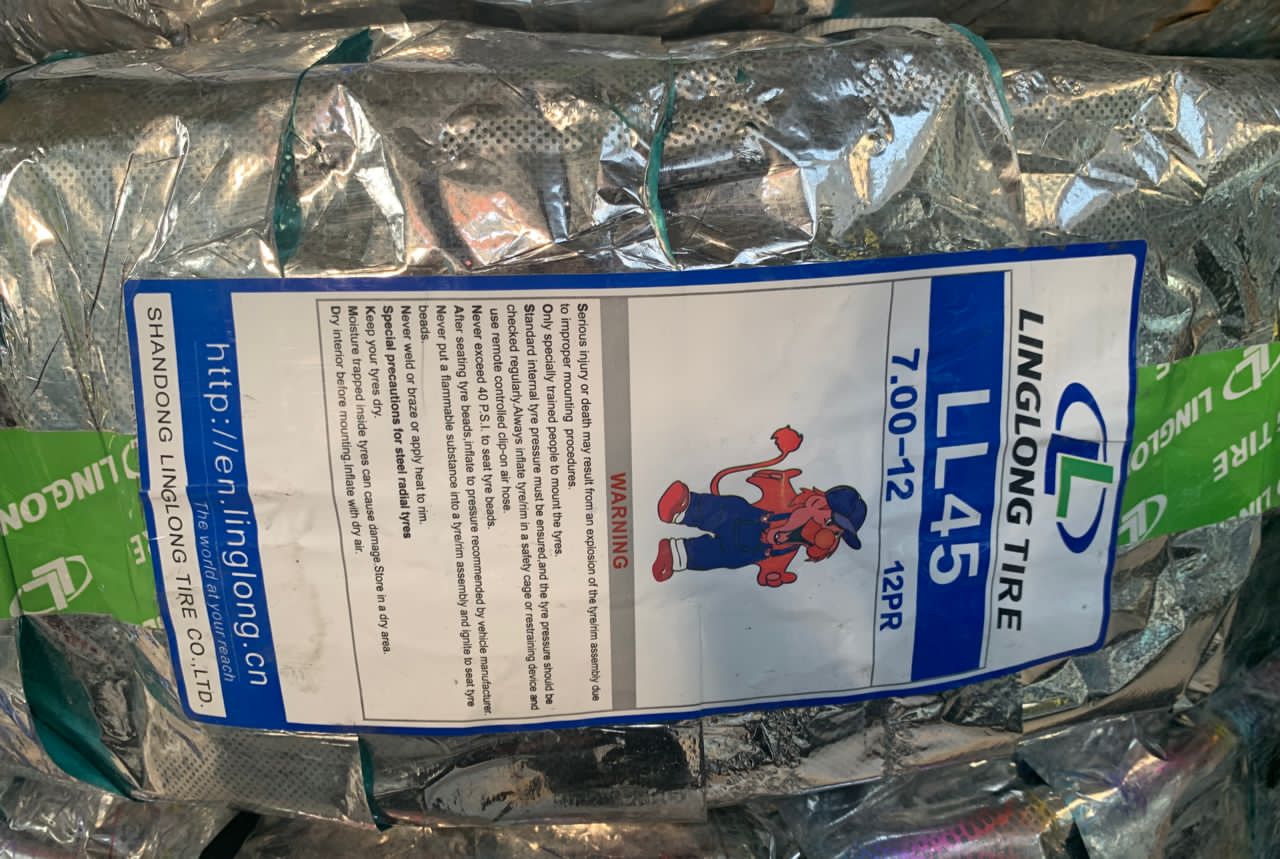 LINGLONG TIRE
LL45
7.00-12 12PR
WARNING
Serious injury or death may result from an explosion of the tyre/rim assembly due
to improper mounting procedures.
Only specially trained people to mount the tyres.
Standard internal tyre pressure must be ensured,and the tyre pressure should be
checked regularly.Always inflate tyre/rim in a safety cage or restraining device and
use remote controlled clip-on air hose.
Never exceed 40 P.S.I. to seat tyre beads.
After seating tyre beads,inflate to pressure recommended by vehicle manufacturer.
Never put a flammable substance into a tyre/rim assembly and ignite to seat tyre
beads.
Never weld or braze or apply heat to rim.
Special precautions for steel radial tyres
Keep your tyres dry.
Moisture trapped inside tyres can cause damage.Store in a dry area.
Dry interior before mounting.Inflate with dry air.
http://en.linglong.cn
The world at your reach
SHANDONG LINGLONG TIRE CO.,LTD.
LINGLO
TIRE
LINGLON